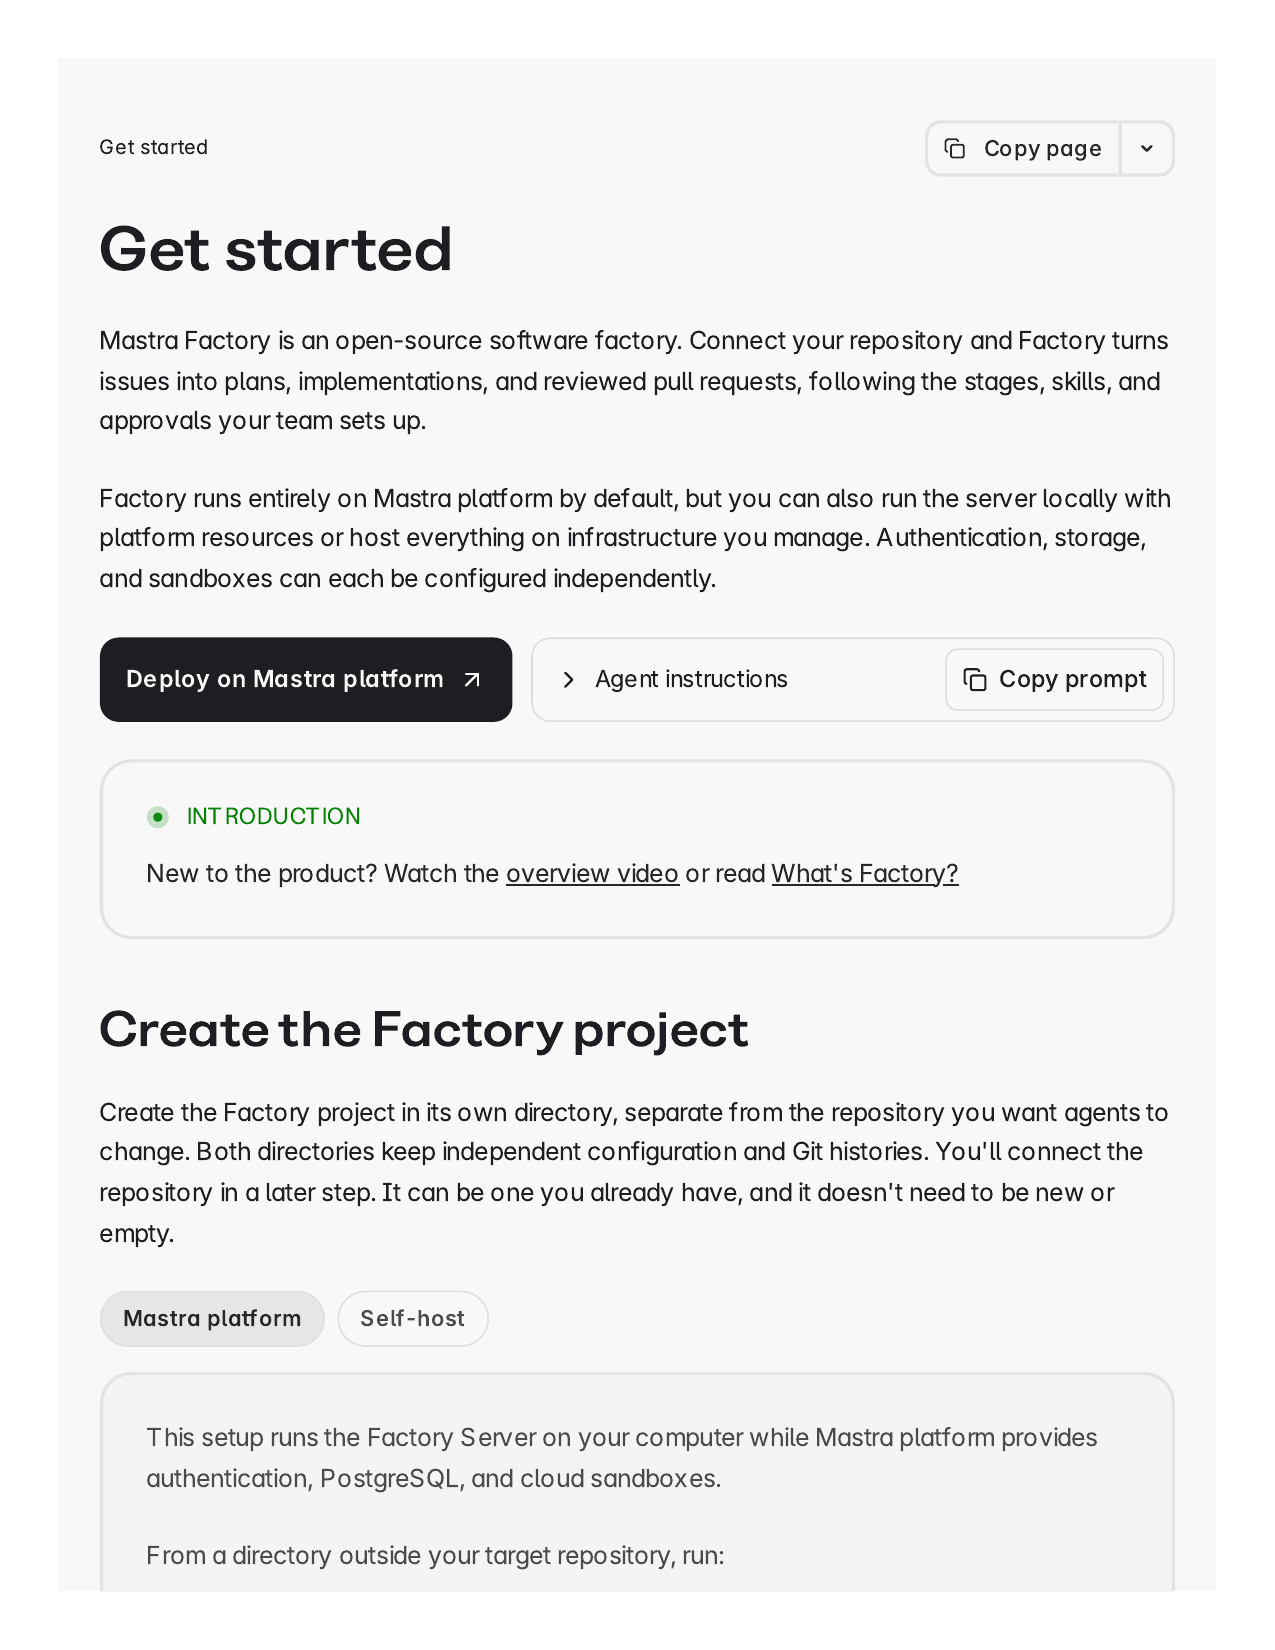 Get started
Copy page
Get started
Mastra Factory is an open-source software factory. Connect your repository and Factory turns
issues into plans, implementations, and reviewed pull requests, following the stages, skills, and
approvals your team sets up.
Factory runs entirely on Mastra platform by default, but you can also run the server locally with
platform resources or host everything on infrastructure you manage. Authentication, storage,
and sandboxes can each be configured independently.
Deploy on Mastra platform
Agent instructions
Copy prompt
INTRODUCTION
New to the product? Watch the overview video or read What's Factory?
Create the Factory project
Create the Factory project in its own directory, separate from the repository you want agents to
change. Both directories keep independent configuration and Git histories. You'll connect the
repository in a later step. It can be one you already have, and it doesn't need to be new or
empty.
Mastra platform
Self-host
This setup runs the Factory Server on your computer while Mastra platform provides
authentication, PostgreSQL, and cloud sandboxes.
From a directory outside your target repository, run: